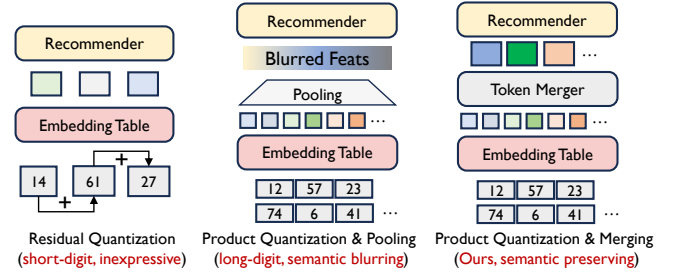 Recommender
Embedding Table
14 + 61 + 27
Residual Quantization
(short-digit, inexpressive)
Recommender
Blurred Feats
Pooling
...
Embedding Table
12 57 23
74 6 41 ...
Product Quantization & Pooling
(long-digit, semantic blurring)
Recommender
...
Token Merger
...
Embedding Table
12 57 23
74 6 41 ...
Product Quantization & Merging
(Ours, semantic preserving)